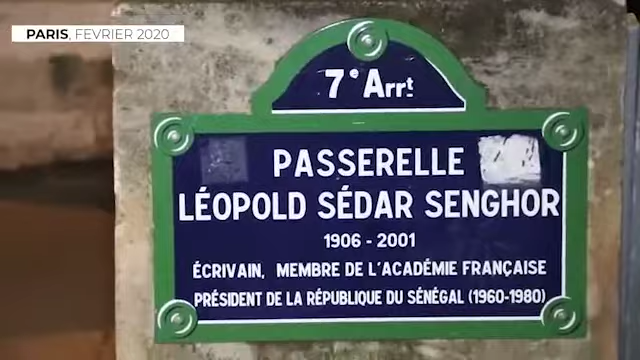 PARIS, FEVRIER 2020
7e Arrt
PASSERELLE
LÉOPOLD SÉDAR SENGHOR
1906 - 2001
ÉCRIVAIN, MEMBRE DE L'ACADÉMIE FRANÇAISE
PRÉSIDENT DE LA RÉPUBLIQUE DU SÉNÉGAL (1960-1980)